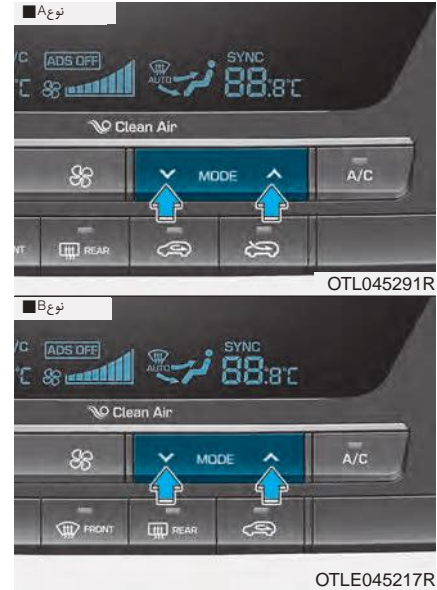 ■نوعA
/C ADS OFF SYNC
°C AUTO 88.8°C
Clean Air
MODE A/C
NT REAR
OTL045291R
■نوعB
/C ADS OFF SYNC
°C AUTO 88.8°C
Clean Air
MODE A/C
FRONT REAR
OTLE045217R